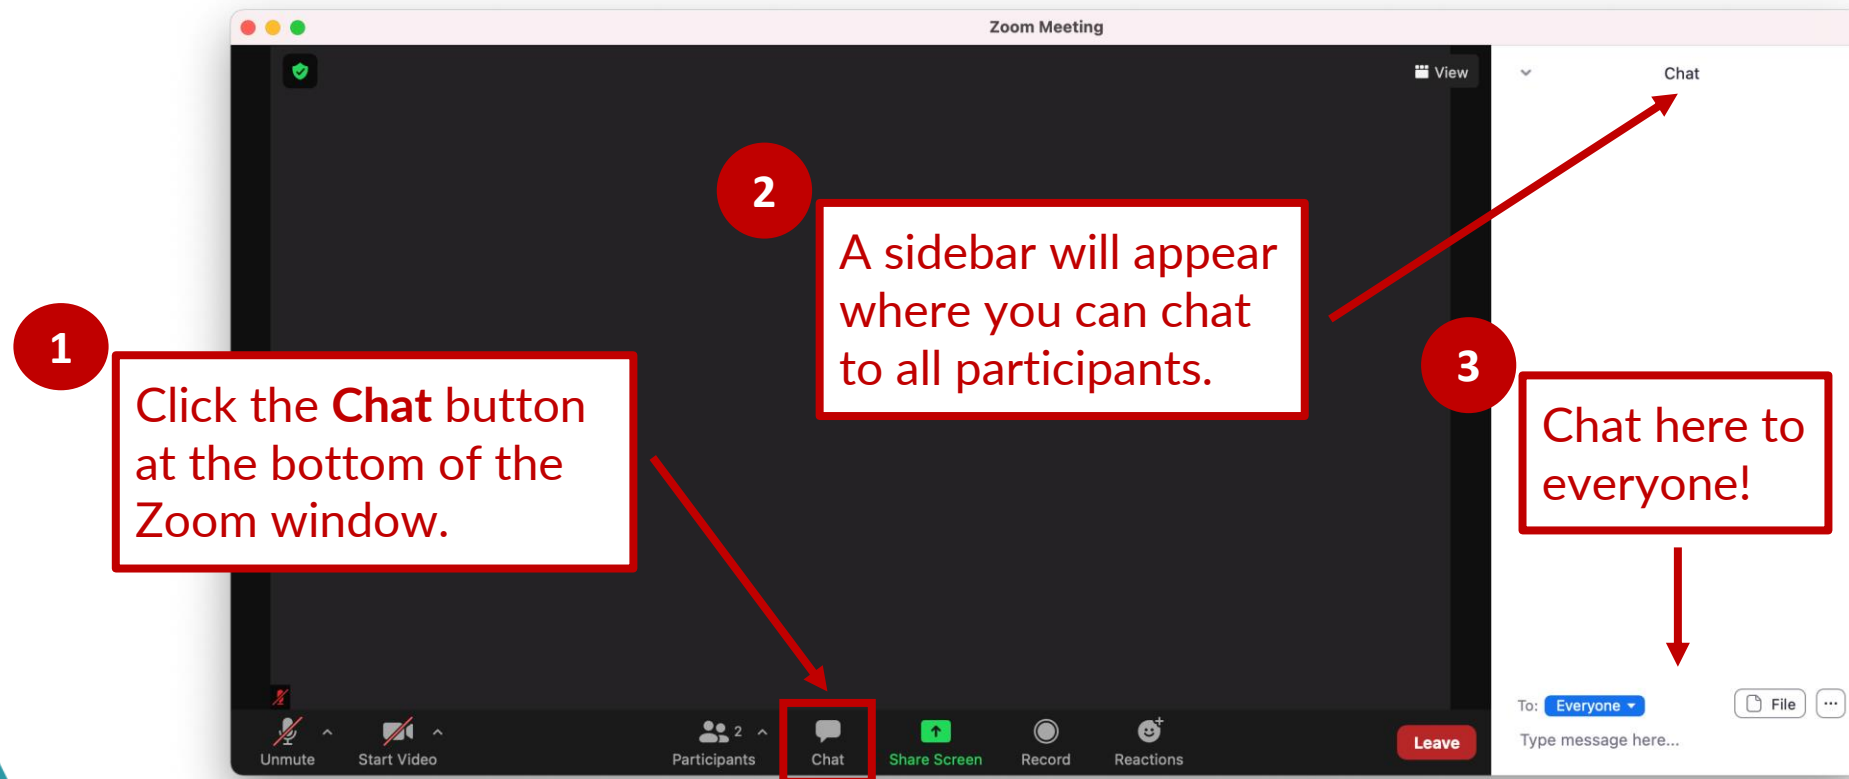 Zoom Meeting
View
Chat
2
A sidebar will appear
where you can chat
to all participants.
1
Click the Chat button
at the bottom of the
Zoom window.
3
Chat here to
everyone!
To: Everyone
File
Type message here...
Unmute
Start Video
2
Participants
Chat
Share Screen
Record
Reactions
Leave